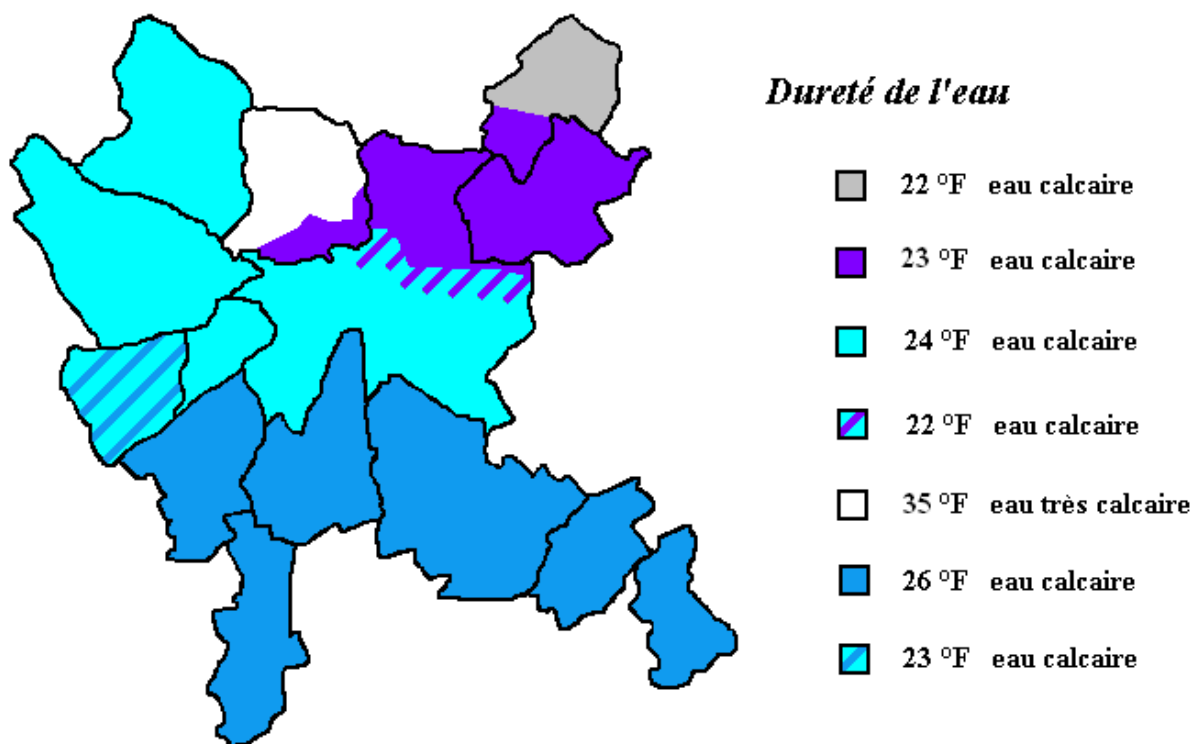 Dureté de l'eau
22 °F eau calcaire
23 °F eau calcaire
24 °F eau calcaire
22 °F eau calcaire
35 °F eau très calcaire
26 °F eau calcaire
23 °F eau calcaire